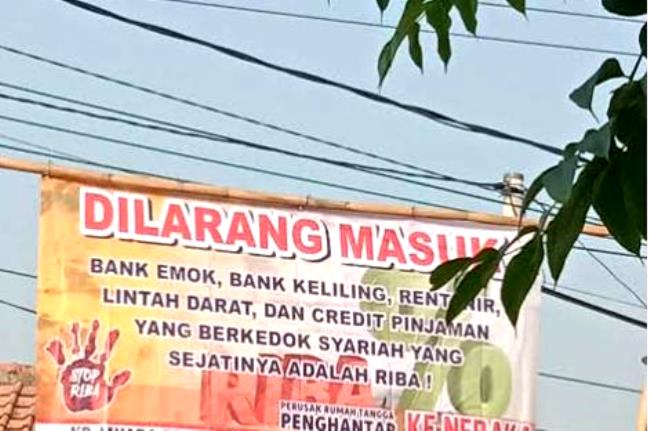 DILARANG MASUK
BANK EMOK, BANK KELILING, RENTENIR,
LINTAH DARAT, DAN CREDIT PINJAMAN
YANG BERKEDOK SYARIAH YANG
SEJATINYA ADALAH RIBA !
STOP
RIBA
RIBA %
PERUSAK RUMAH TANGGA
PENGHANTAR KE NERAKA